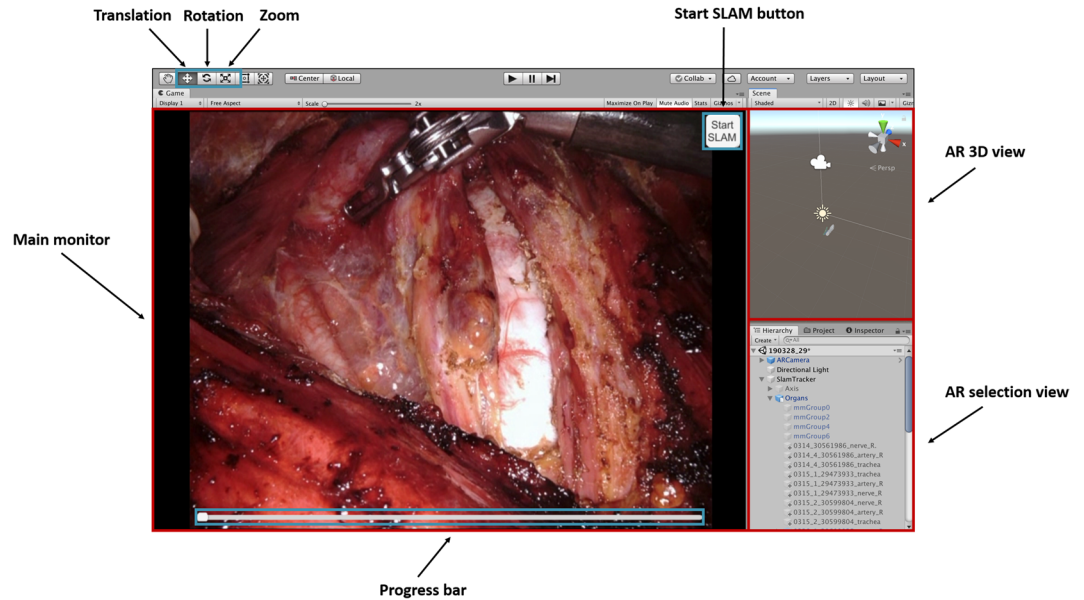 Start SLAM button
Translation Rotation Zoom
Center Local
Collab Account Layers Layout
Game
Scene
Display 1 Free Aspect Scale 2x Maximize On Play Mute Audio Stats Gizmos
Shaded 2D Giz
Start
SLAM
x
Persp
AR 3D view
Main monitor
Hierarchy Project Inspector
Create All
190328_29*
ARCamera
Directional Light
SlamTracker
Axis
Organs
mmGroup0
mmGroup2
mmGroup4
mmGroup6
0314_30561986_nerve_R.
0314_4_30561986_artery_R
0314_4_30561986_trachea
0315_1_29473933_trachea
0315_1_29473933_artery_R
0315_1_29473933_nerve_R
0315_2_30599804_nerve_R
0315_2_30599804_artery_R
0315_2_30599804_trachea
AR selection view
Progress bar